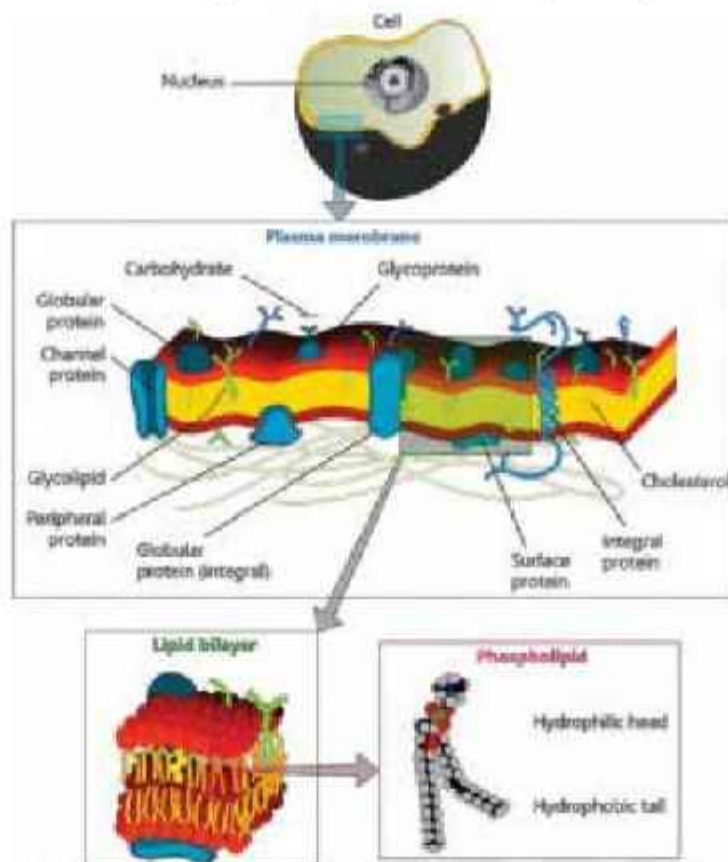 Cell
Nucleus
Plasma membrane
Carbohydrate
Glycoprotein
Globular
protein
Channel
protein
Glycolipid
Peripheral
protein
Globular
protein (integral)
Surface
protein
Integral
protein
Cholesterol
Lipid bilayer
Phospholipid
Hydrophilic head
Hydrophobic tail